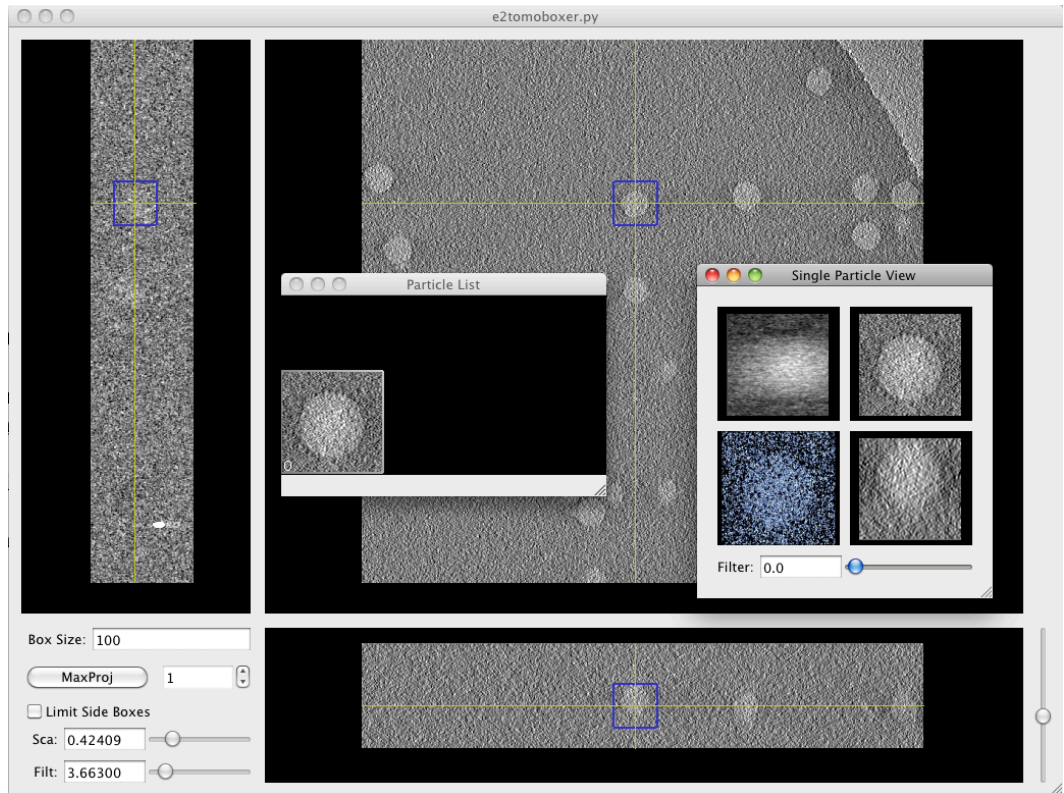 e2tomoboxer.py
Particle List
Single Particle View
0
Filter: 0.0
Box Size: 100
MaxProj 1
Limit Side Boxes
Sca: 0.42409
Filt: 3.66300